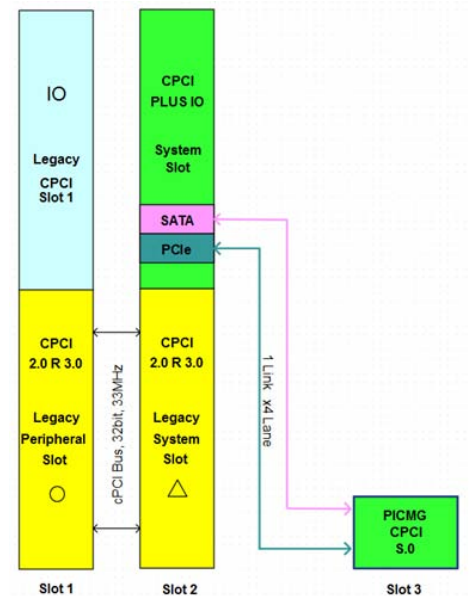 IO
Legacy
CPCI
Slot 1
CPCI
2.0 R 3.0
Legacy
Peripheral
Slot
Slot 1
cPCI Bus, 32bit, 33MHz
CPCI
PLUS IO
System
Slot
SATA
PCIe
CPCI
2.0 R 3.0
Legacy
System
Slot
Slot 2
1 Link x4 Lane
PICMG
CPCI
S.0
Slot 3